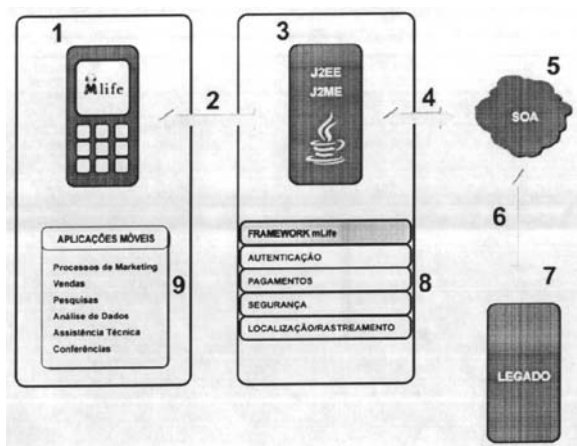 1
Mlife
2
3
J2EE
J2ME
4
5
SOA
6
7
LEGADO
APLICAÇÕES MÓVEIS
Processos de Marketing
Vendas
Pesquisas
Análise de Dados
Assistência Técnica
Conferências
9
FRAMEWORK mLife
AUTENTICAÇÃO
PAGAMENTOS
SEGURANÇA
LOCALIZAÇÃO/RASTREAMENTO
8